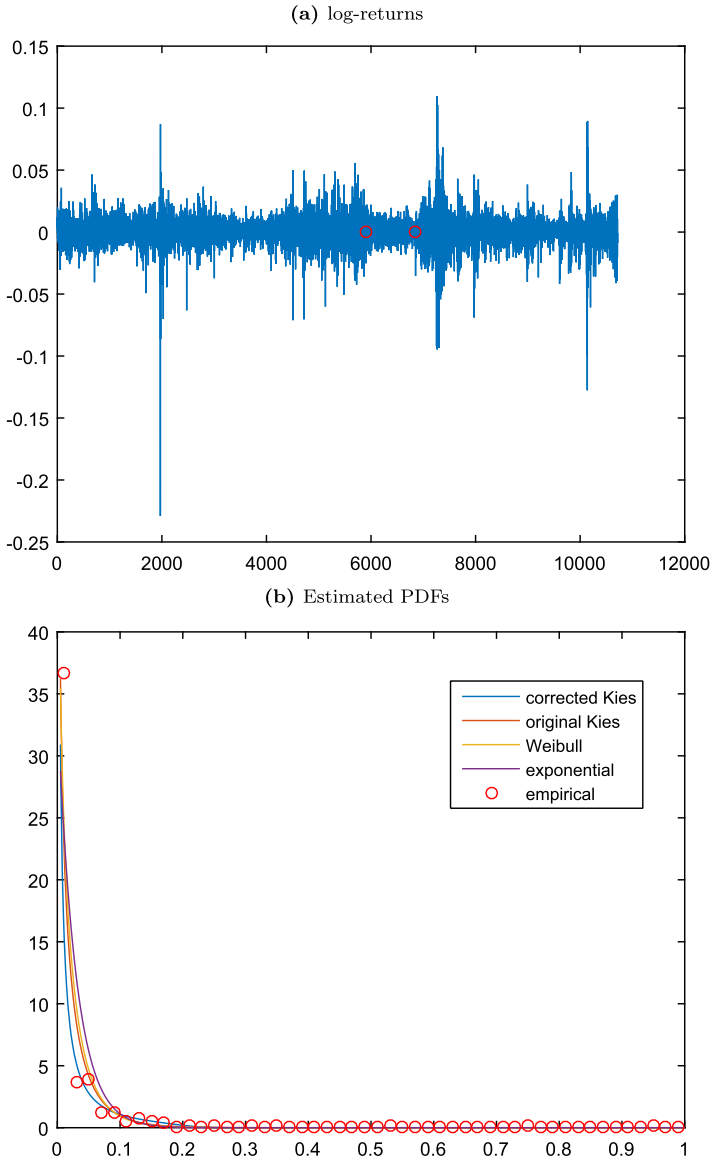 (a) log-returns
0.15
0.1
0.05
0
-0.05
-0.1
-0.15
-0.2
-0.25
0 2000 4000 6000 8000 10000 12000
(b) Estimated PDFs
40
35
30
25
20
15
10
5
0
corrected Kies
original Kies
Weibull
exponential
empirical
0 0.1 0.2 0.3 0.4 0.5 0.6 0.7 0.8 0.9 1